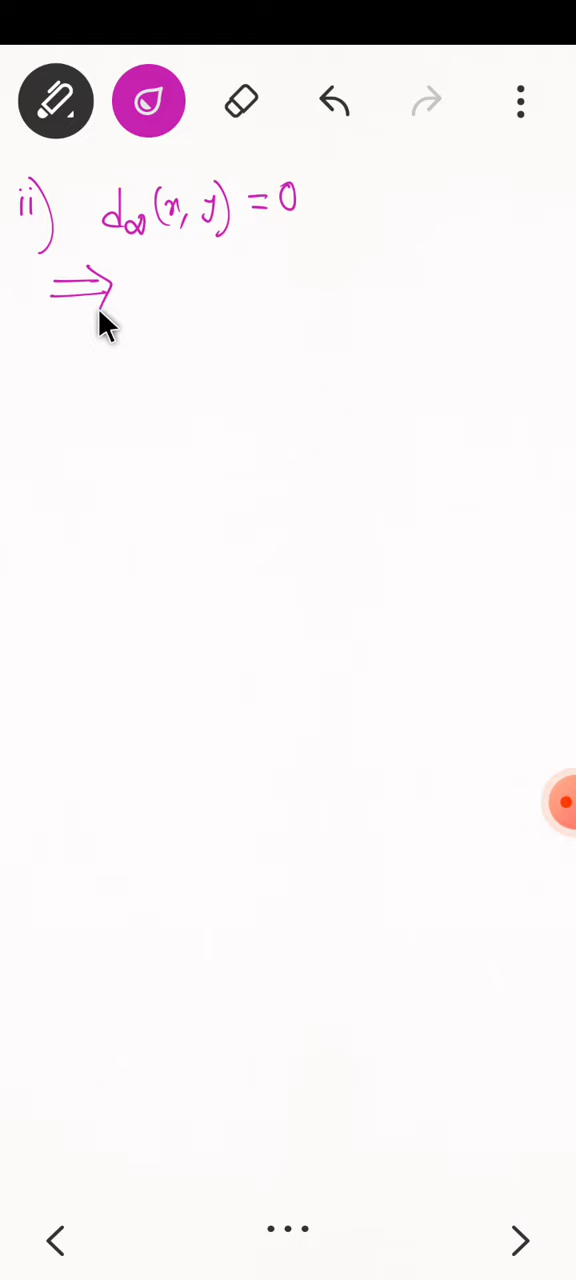 ii) d∞(x, y) = 0
⇒